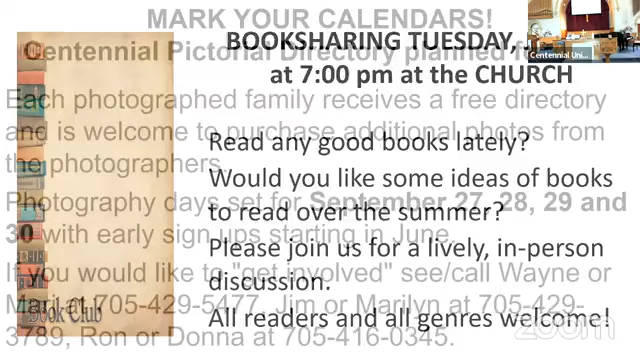 MARK YOUR CALENDARS!
Centennial Pictorial Directory planned
Each photographed family receives a free directory
and is welcome to purchase additional photos from
the photographers.
Photography days set for September 27, 28, 29 and
30 with early sign ups starting in June.
If you would like to "get involved" see/call Wayne or
at 705-429-5477, Jim or Marilyn at 705-429-
3789, Ron or Donna at 705-416-0345.
BOOKSHARING TUESDAY,
at 7:00 pm at the CHURCH
Read any good books lately?
Would you like some ideas of books
to read over the summer?
Please join us for a lively, in-person
discussion.
All readers and all genres welcome!
Book Club
Centennial Uni...
zoom